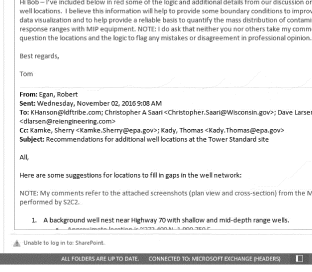 Hi Bob – I've included below in red some of the logic and additional details from our discussion on
well locations. I believe this information will help to provide some boundary conditions to improv
data visualization and to help provide a reliable basis to quantify the mass distribution of contami
response ranges with MIP equipment. NOTE: I do ask that neither you nor others take my comm
question the locations and the logic to flag any mistakes or disagreement in professional opinion.
Best regards,
Tom
From: Egan, Robert
Sent: Wednesday, November 02, 2016 9:08 AM
To: KHanson@ldftribe.com; Christopher A Saari <Christopher.Saari@Wisconsin.gov>; Dave Larsen
<dlarsen@reiengineering.com>
Cc: Kamke, Sherry <Kamke.Sherry@epa.gov>; Kady, Thomas <Kady.Thomas@epa.gov>
Subject: Recommendations for additional well locations at the Tower Standard site
All,
Here are some suggestions for locations to fill in gaps in the well network:
NOTE: My comments refer to the attached screenshots (plan view and cross-section) from the M
performed by S2C2.
1. A background well nest near Highway 70 with shallow and mid-depth range wells.
Unable to log in to: SharePoint.
ALL FOLDERS ARE UP TO DATE. CONNECTED TO: MICROSOFT EXCHANGE (HEADERS)